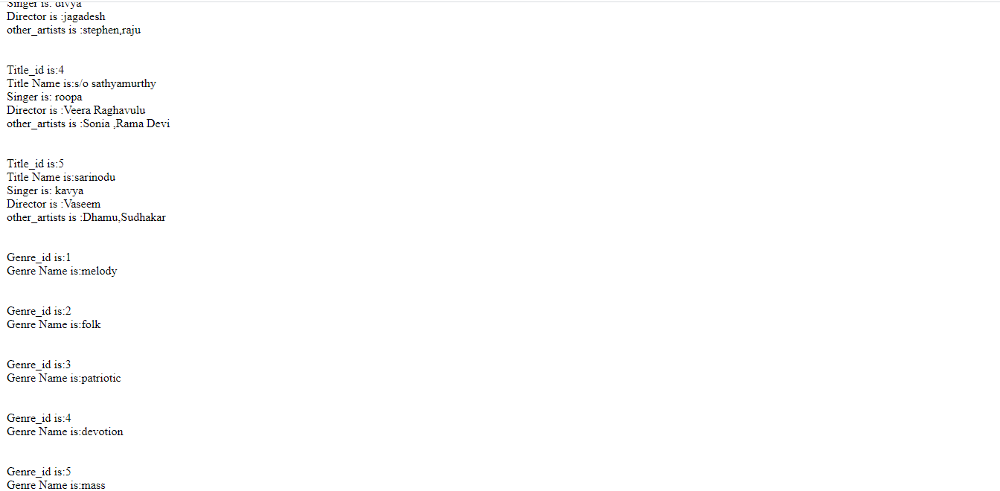 Singer is: divya
Director is :jagadesh
other_artists is :stephen,raju
Title_id is:4
Title Name is:s/o sathyamurthy
Singer is: roopa
Director is :Veera Raghavulu
other_artists is :Sonia ,Rama Devi
Title_id is:5
Title Name is:sarinodu
Singer is: kavya
Director is :Vaseem
other_artists is :Dhamu,Sudhakar
Genre_id is:1
Genre Name is:melody
Genre_id is:2
Genre Name is:folk
Genre_id is:3
Genre Name is:patriotic
Genre_id is:4
Genre Name is:devotion
Genre_id is:5
Genre Name is:mass